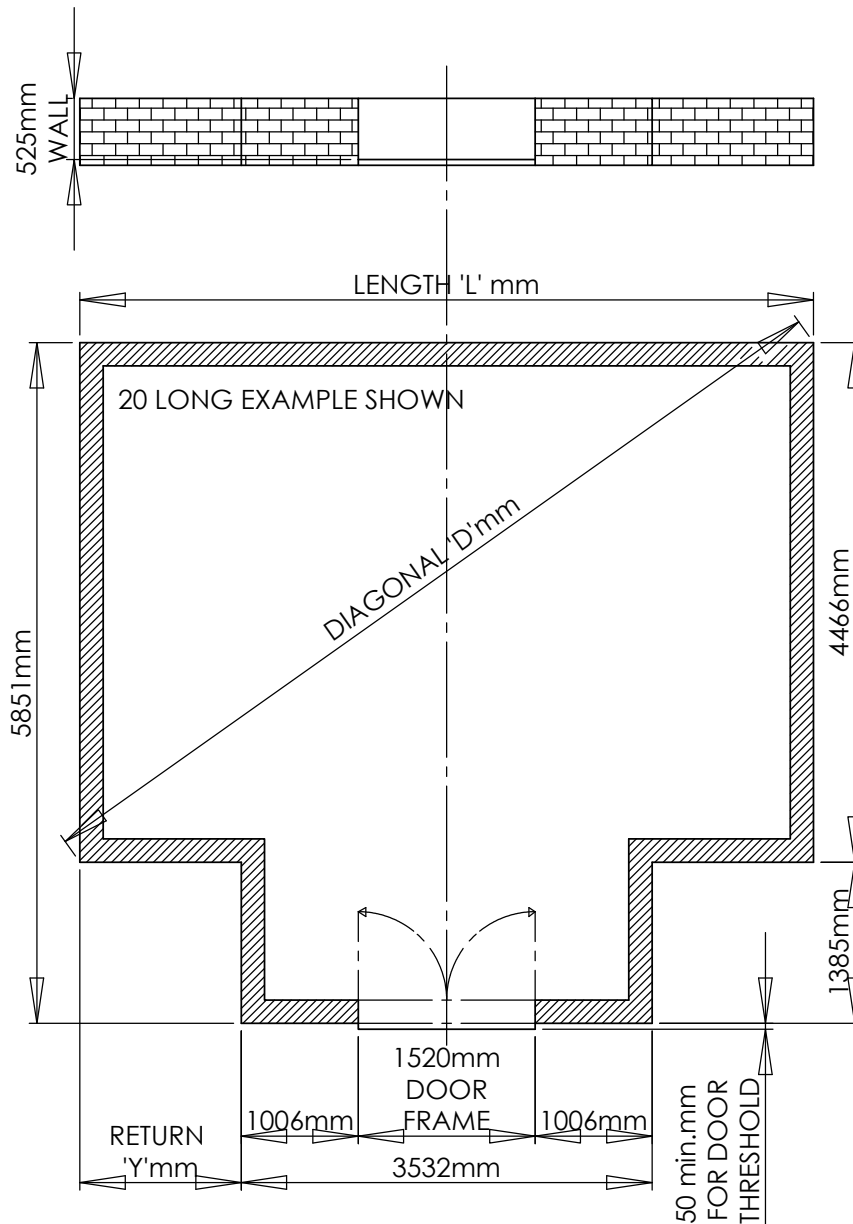 525mm
WALL
LENGTH 'L' mm
20 LONG EXAMPLE SHOWN
DIAGONAL 'D'mm
5851mm
4466mm
1385mm
1520mm
DOOR
FRAME
1006mm
1006mm
RETURN
'Y'mm
3532mm
50 min.mm
FOR DOOR
THRESHOLD